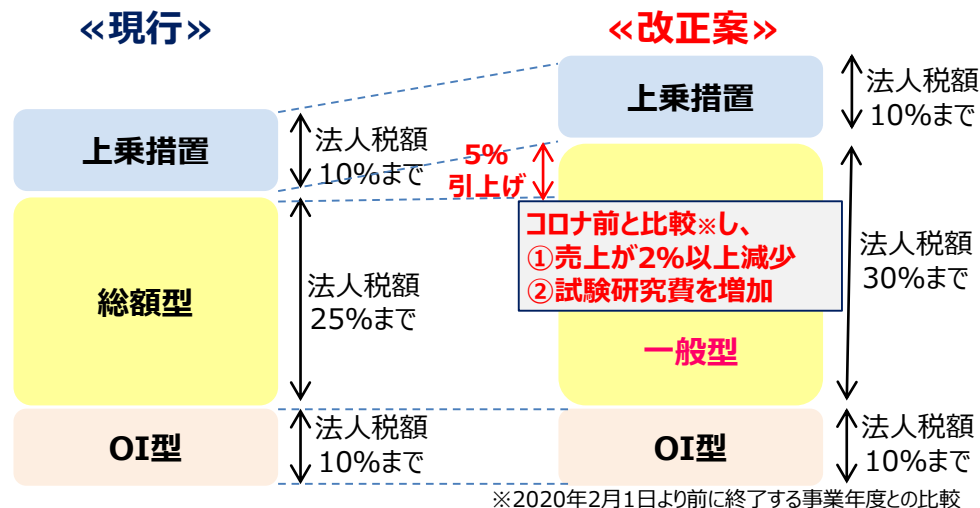 ≪現行≫
上乗措置
法人税額
10%まで
総額型
法人税額
25%まで
OI型
法人税額
10%まで
≪改正案≫
上乗措置
法人税額
10%まで
5%
引上げ
コロナ前と比較※し、
①売上が2%以上減少
②試験研究費を増加
一般型
法人税額
30%まで
OI型
法人税額
10%まで
※2020年2月1日より前に終了する事業年度との比較